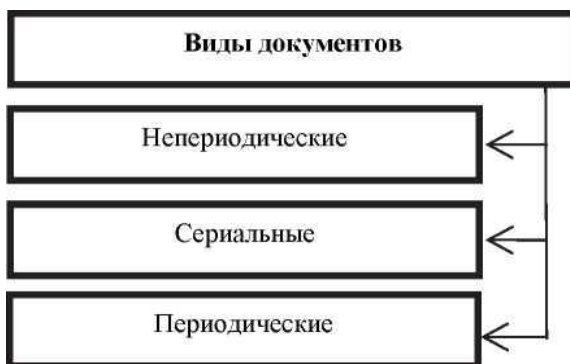 Виды документов
Непериодические
Сериальные
Периодические